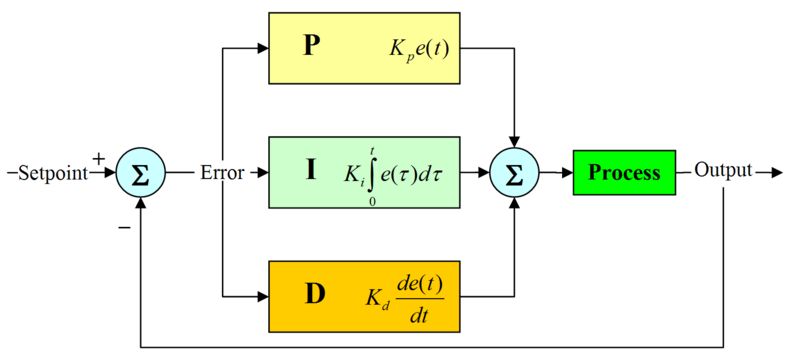 P K_p e(t)
–Setpoint + Σ Error I K_i ∫_0^t e(τ)dτ Σ Process Output
–
D K_d de(t)/dt